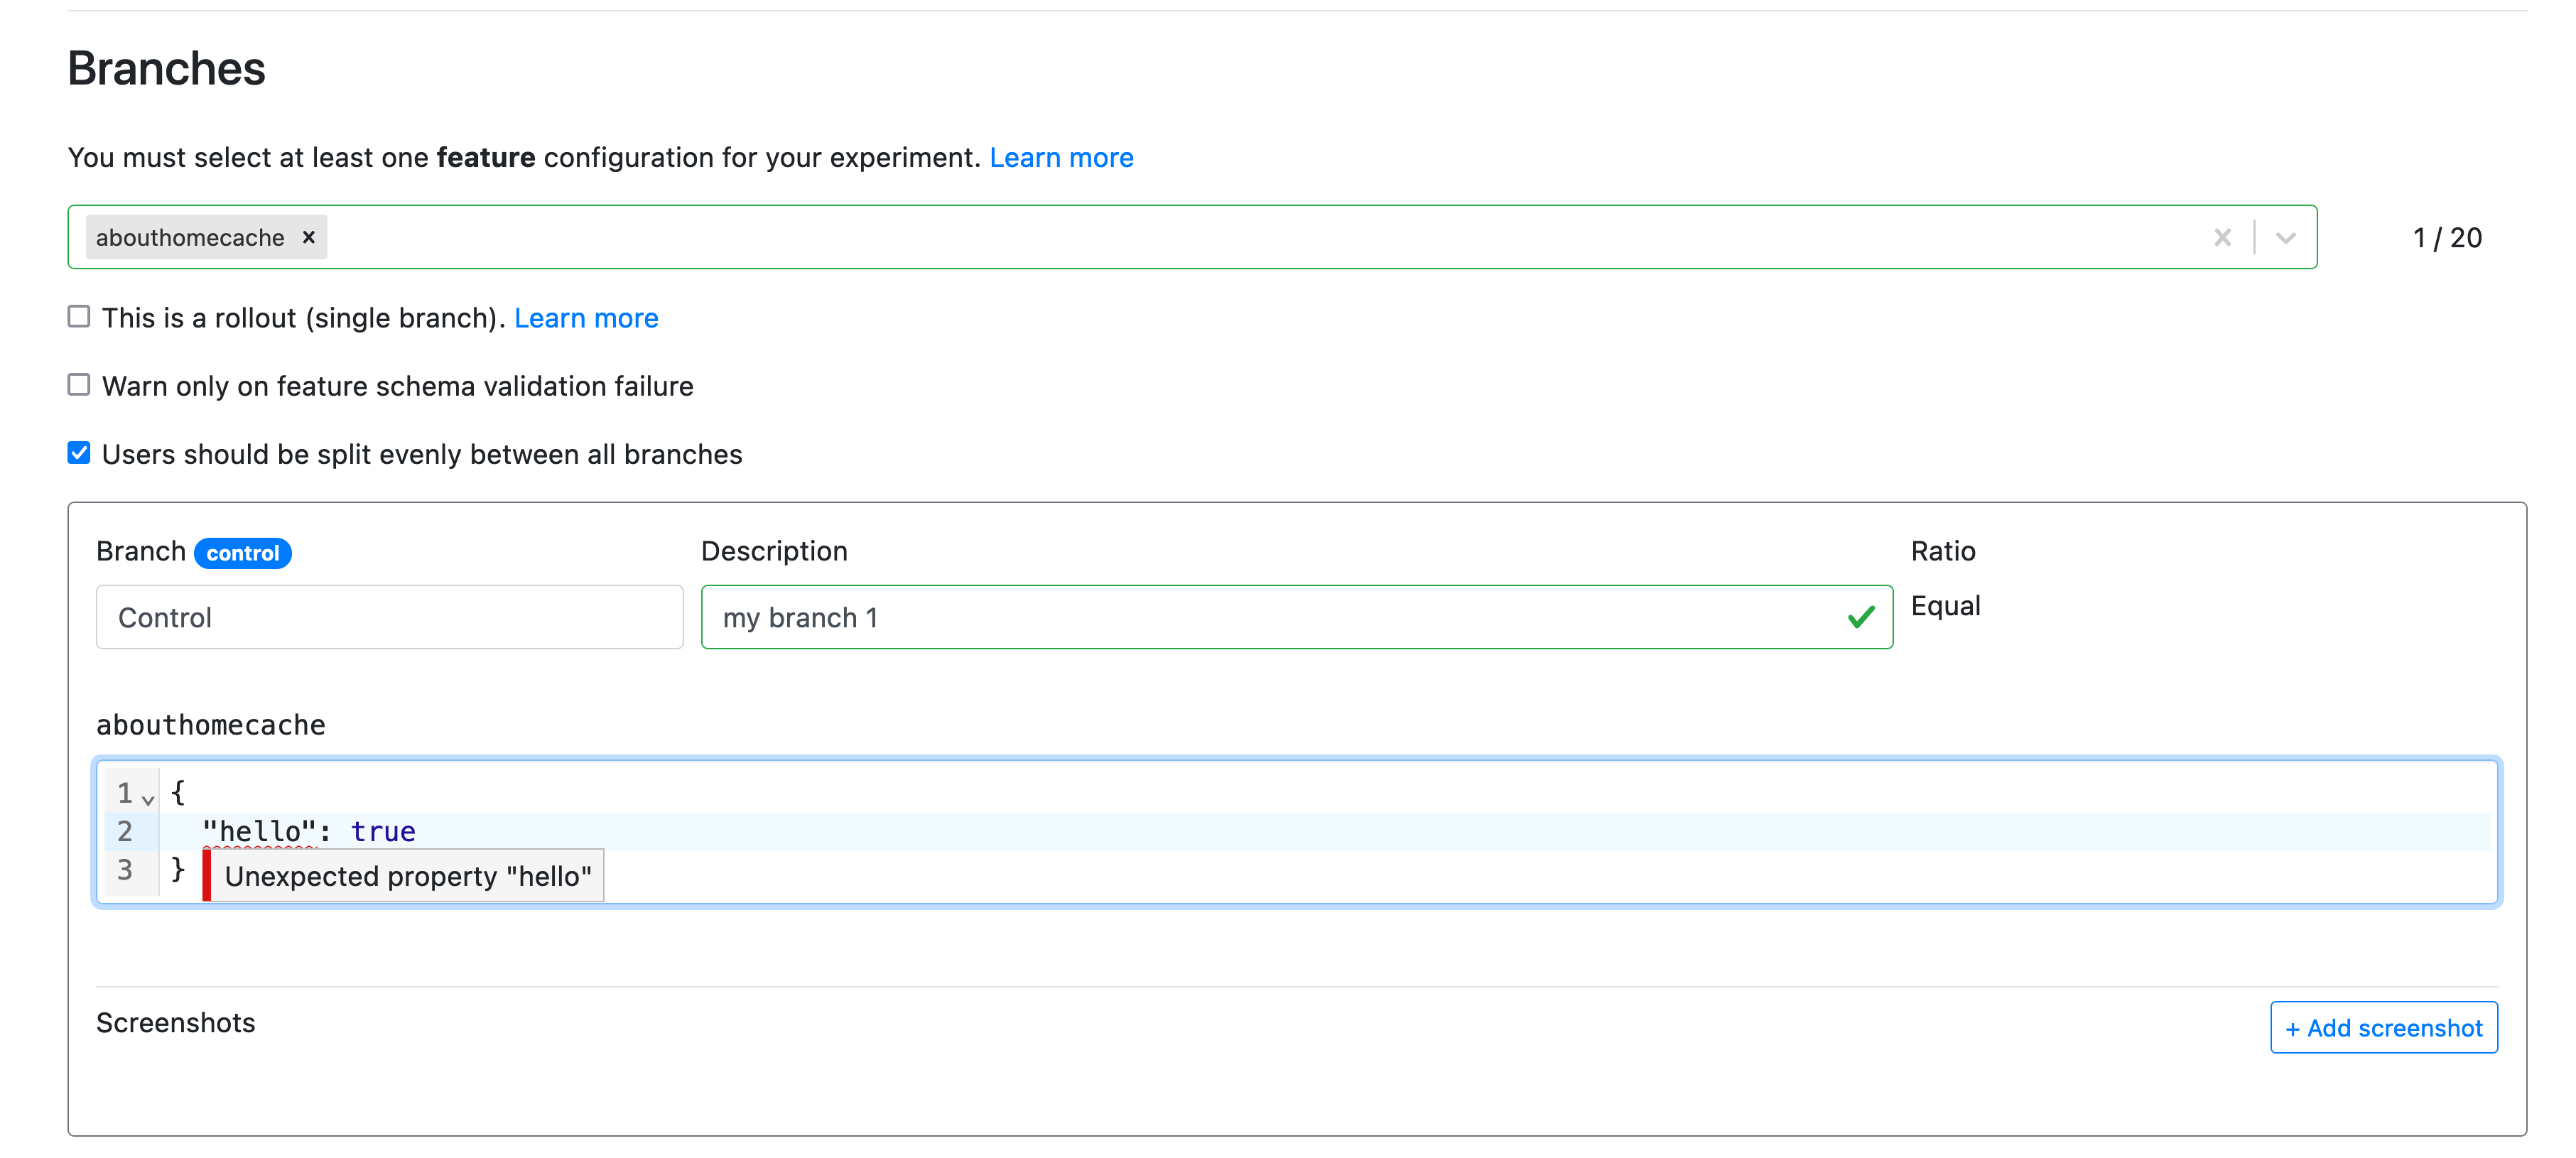 Branches
You must select at least one feature configuration for your experiment. Learn more
abouthomecache ×
1 / 20
This is a rollout (single branch). Learn more
Warn only on feature schema validation failure
Users should be split evenly between all branches
Branch control
Description
Ratio
Control
my branch 1
Equal
abouthomecache
1 {
2 "hello": true
3 }
Unexpected property "hello"
Screenshots
+ Add screenshot